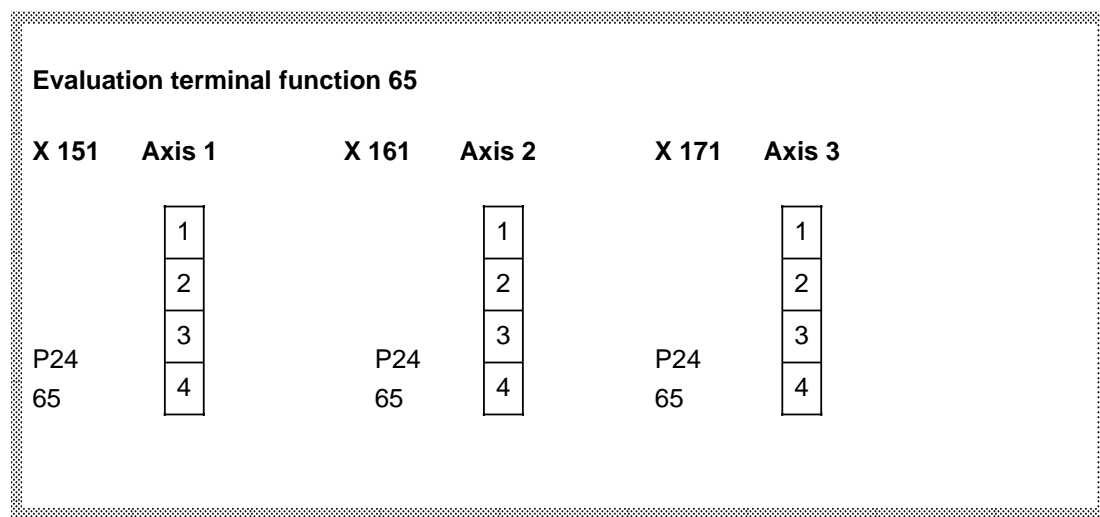 Evaluation terminal function 65
X 151 Axis 1 X 161 Axis 2 X 171 Axis 3
1 1 1
2 2 2
3 3 3
P24 P24 P24
4 4 4
65 65 65